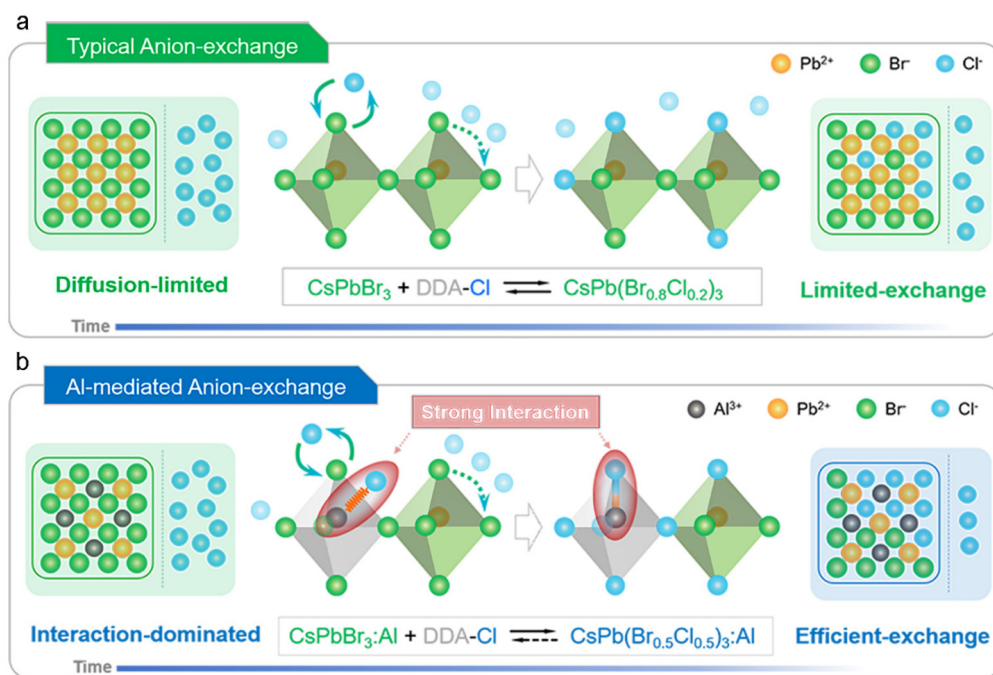 a
Typical Anion-exchange
Pb²⁺ Br⁻ Cl⁻
Diffusion-limited
CsPbBr₃ + DDA-Cl ⇌ CsPb(Br₀.₈Cl₀.₂)₃
Limited-exchange
Time
b
Al-mediated Anion-exchange
Strong Interaction
Al³⁺ Pb²⁺ Br⁻ Cl⁻
Interaction-dominated
CsPbBr₃:Al + DDA-Cl ⇌ CsPb(Br₀.₅Cl₀.₅)₃:Al
Efficient-exchange
Time